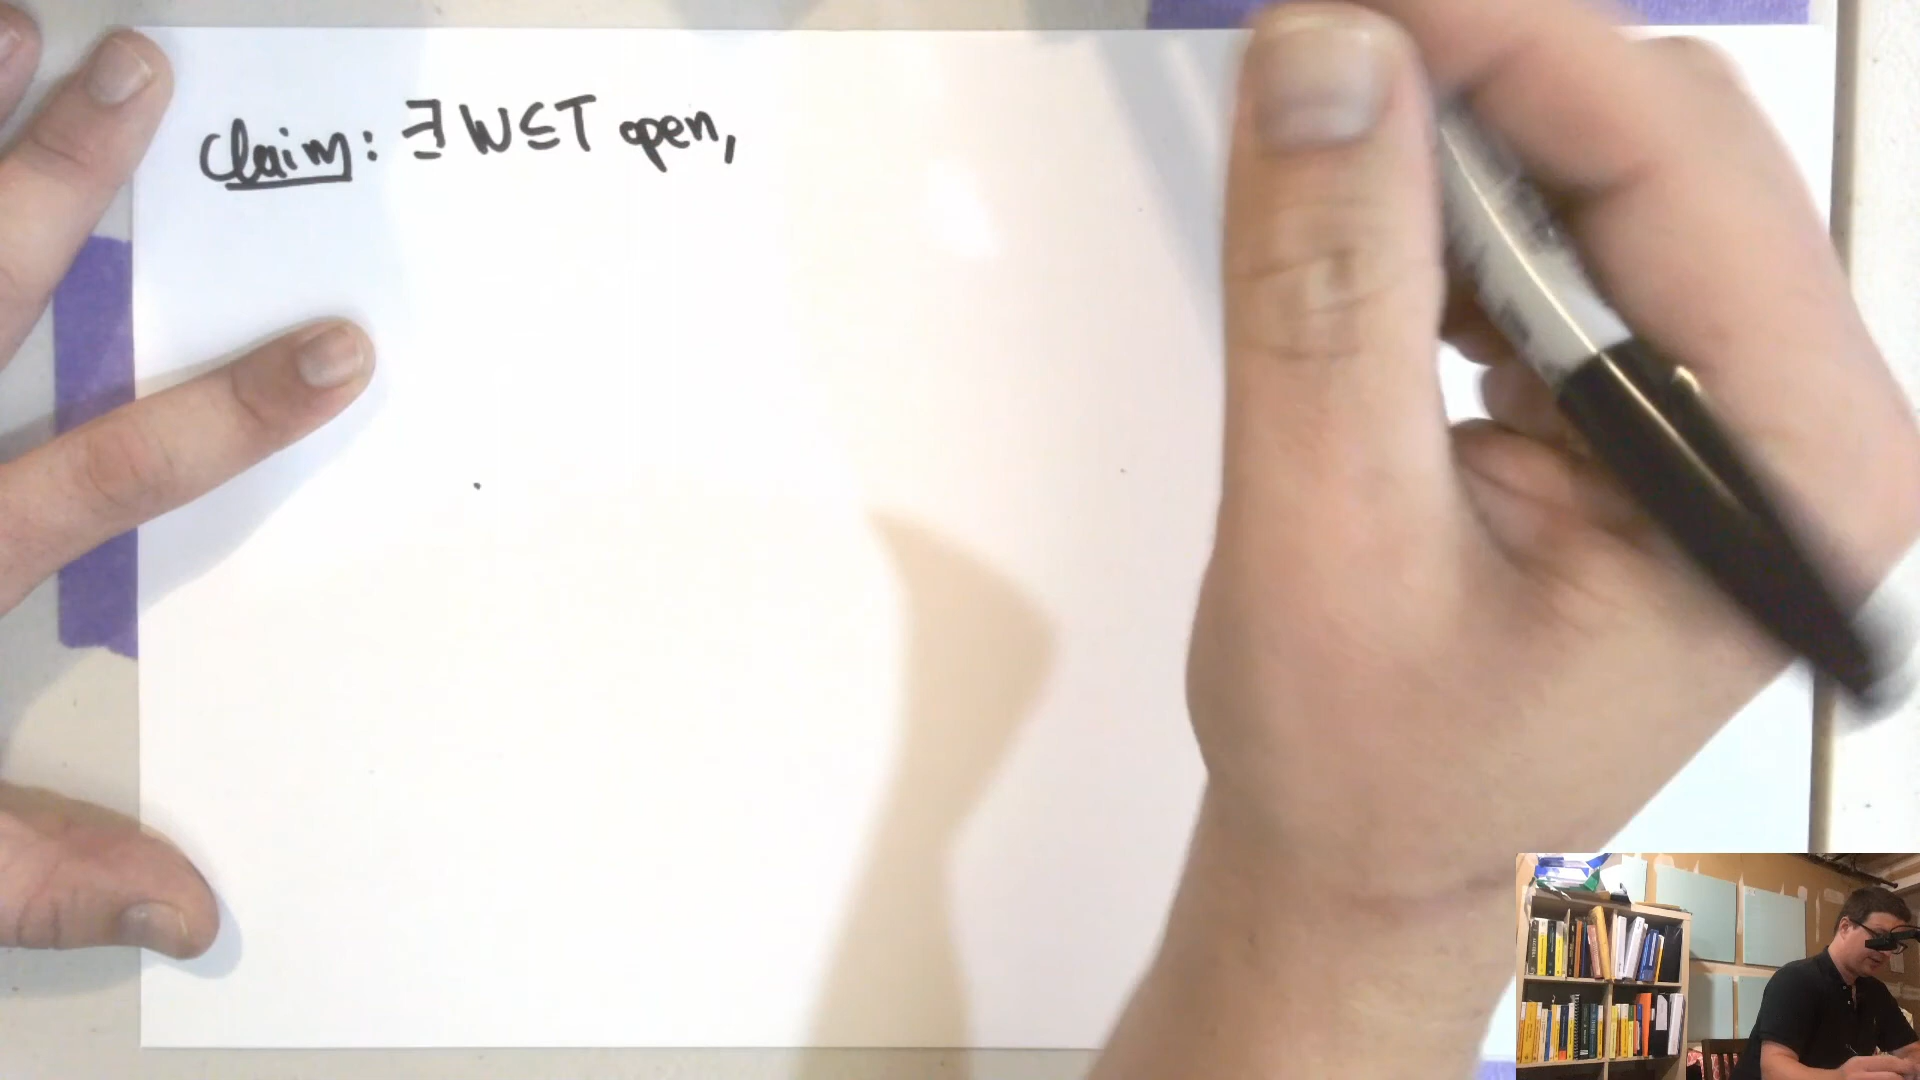 Claim: ∃ W ⊆ T open,